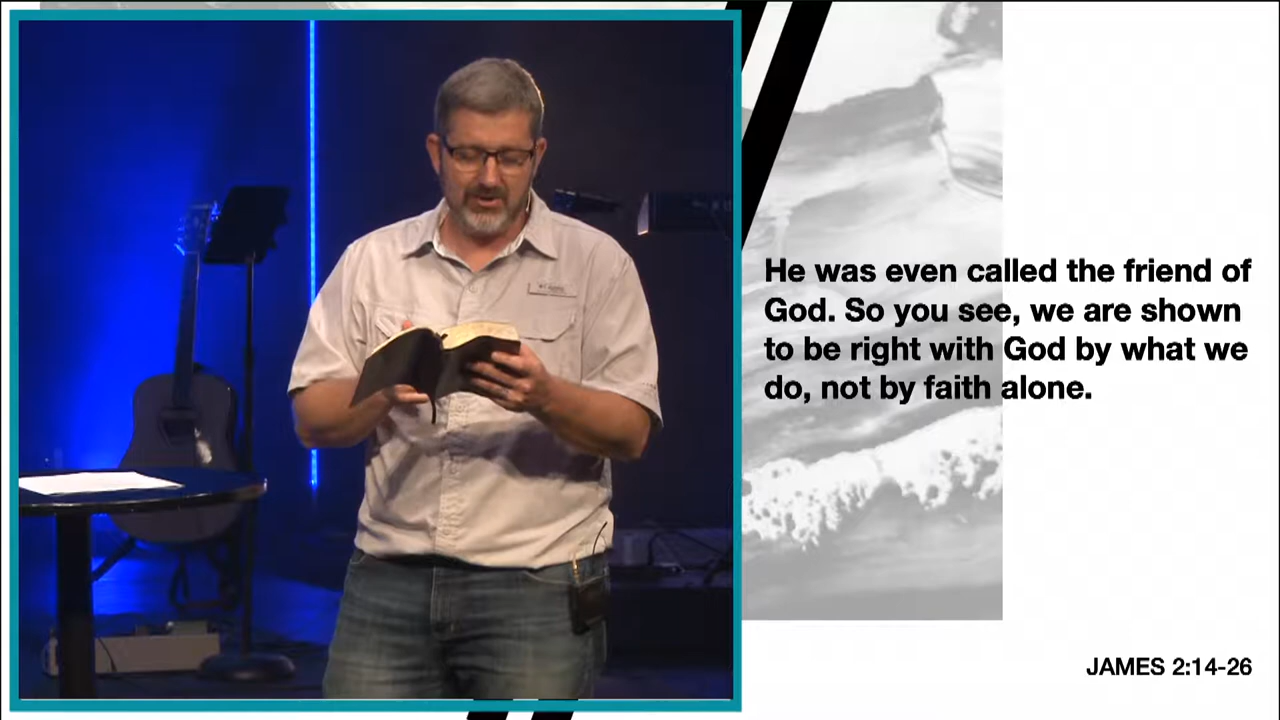 He was even called the friend of
God. So you see, we are shown
to be right with God by what we
do, not by faith alone.
JAMES 2:14-26